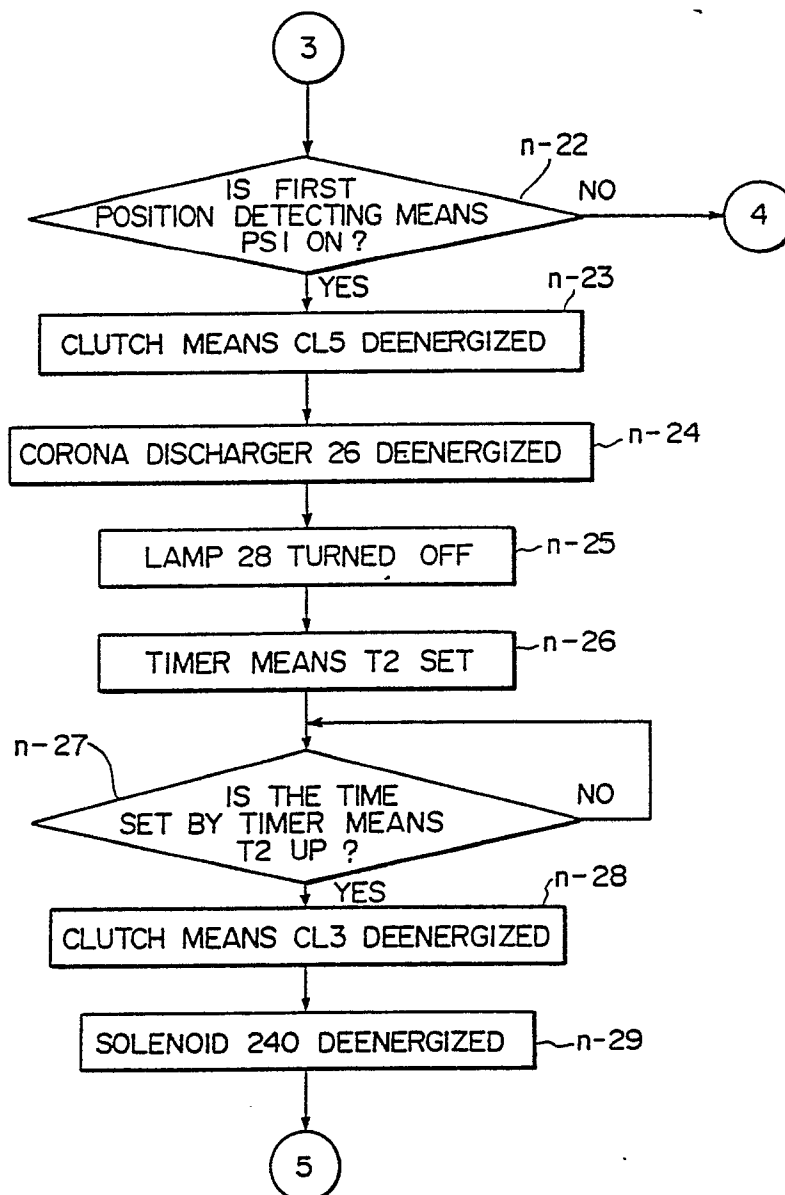 3
n-22
IS FIRST
POSITION DETECTING MEANS
PS1 ON ?
NO
4
YES
n-23
CLUTCH MEANS CL5 DEENERGIZED
CORONA DISCHARGER 26 DEENERGIZED
n-24
LAMP 28 TURNED OFF
n-25
TIMER MEANS T2 SET
n-26
n-27
IS THE TIME
SET BY TIMER MEANS
T2 UP ?
NO
YES
n-28
CLUTCH MEANS CL3 DEENERGIZED
SOLENOID 240 DEENERGIZED
n-29
5